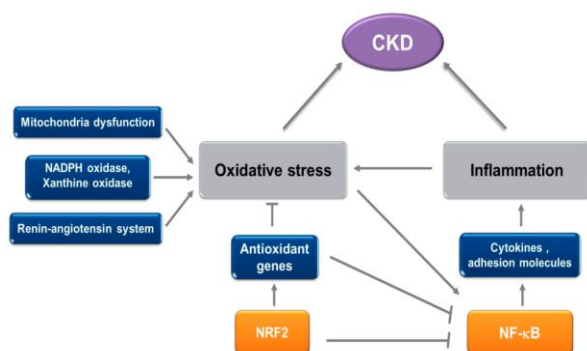 CKD
Mitochondria dysfunction
NADPH oxidase,
Xanthine oxidase
Renin-angiotensin system
Oxidative stress
Inflammation
Antioxidant
genes
Cytokines ,
adhesion molecules
NRF2
NF-κB